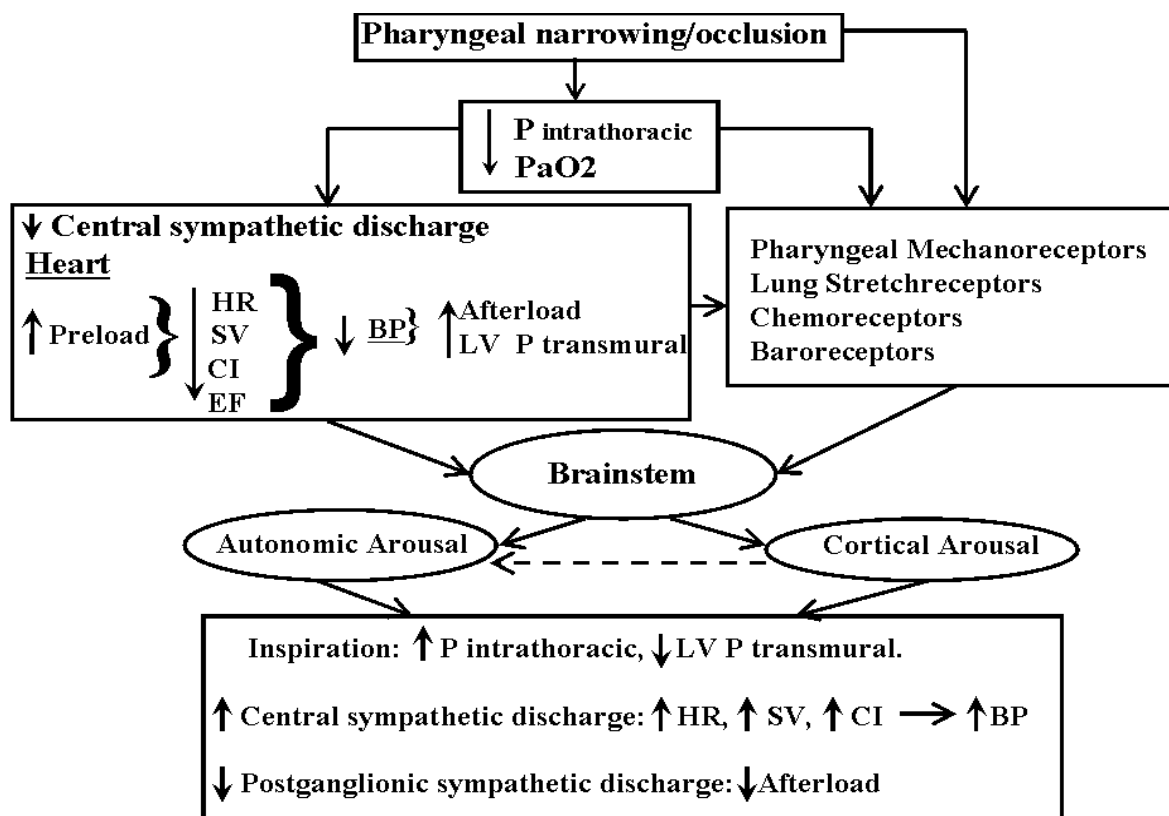 Pharyngeal narrowing/occlusion
↓ P intrathoracic
PaO2
↓ Central sympathetic discharge
Heart
↑ Preload } ↓ HR
SV
CI
EF } ↓ BP } ↑ Afterload
LV P transmural
Pharyngeal Mechanoreceptors
Lung Stretchreceptors
Chemoreceptors
Baroreceptors
Brainstem
Autonomic Arousal
Cortical Arousal
Inspiration: ↑ P intrathoracic, ↓ LV P transmural.
↑ Central sympathetic discharge: ↑ HR, ↑ SV, ↑ CI → ↑ BP
↓ Postganglionic sympathetic discharge: ↓ Afterload